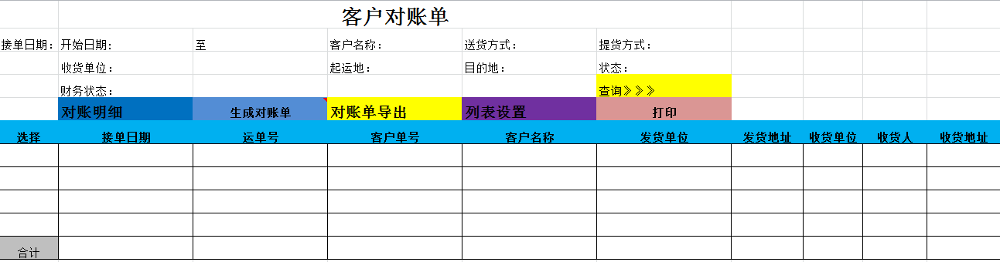 客户对账单
接单日期：开始日期： 至 客户名称： 送货方式： 提货方式：
收货单位： 起运地： 目的地： 状态：
财务状态： 查询》》》
对账明细 生成对账单 对账单导出 列表设置 打印
选择 接单日期 运单号 客户单号 客户名称 发货单位 发货地址 收货单位 收货人 收货地址
合计